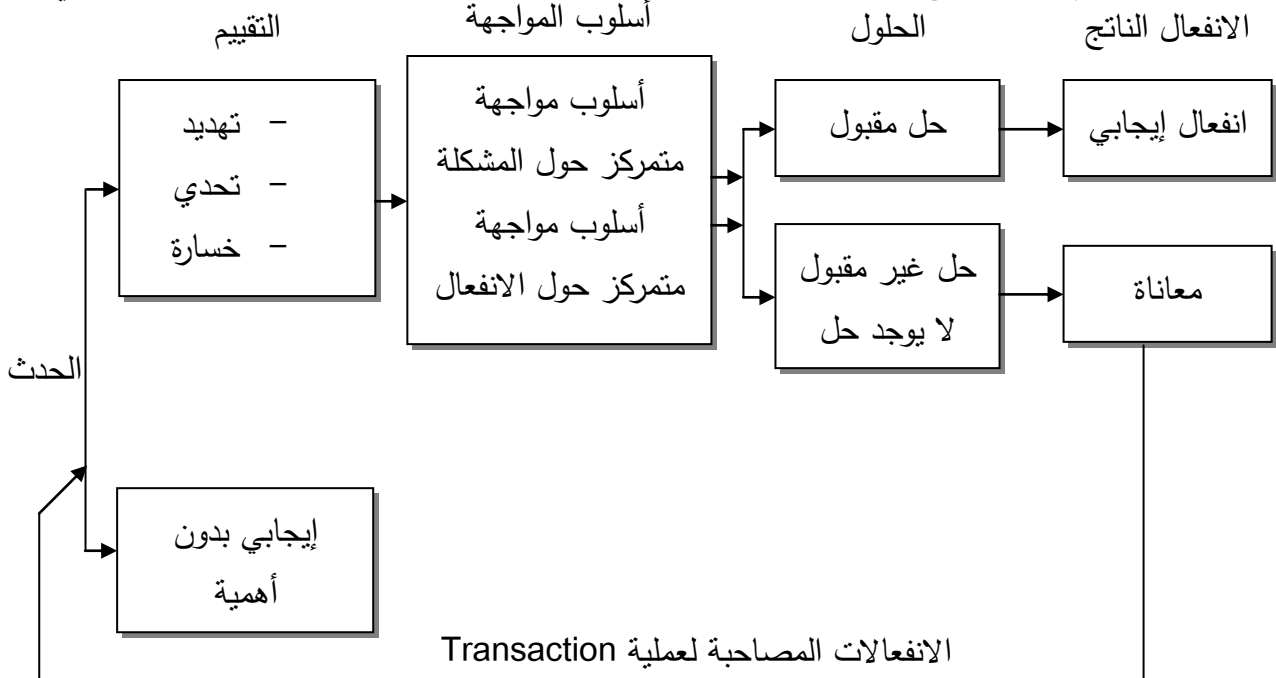 التقييم
أسلوب المواجهة
الحلول
الانفعال الناتج
– تهديد
– تحدي
– خسارة
أسلوب مواجهة
متمركز حول المشكلة
أسلوب مواجهة
متمركز حول الانفعال
حل مقبول
انفعال إيجابي
حل غير مقبول
لا يوجد حل
معاناة
الحدث
إيجابي بدون
أهمية
الانفعالات المصاحبة لعملية Transaction